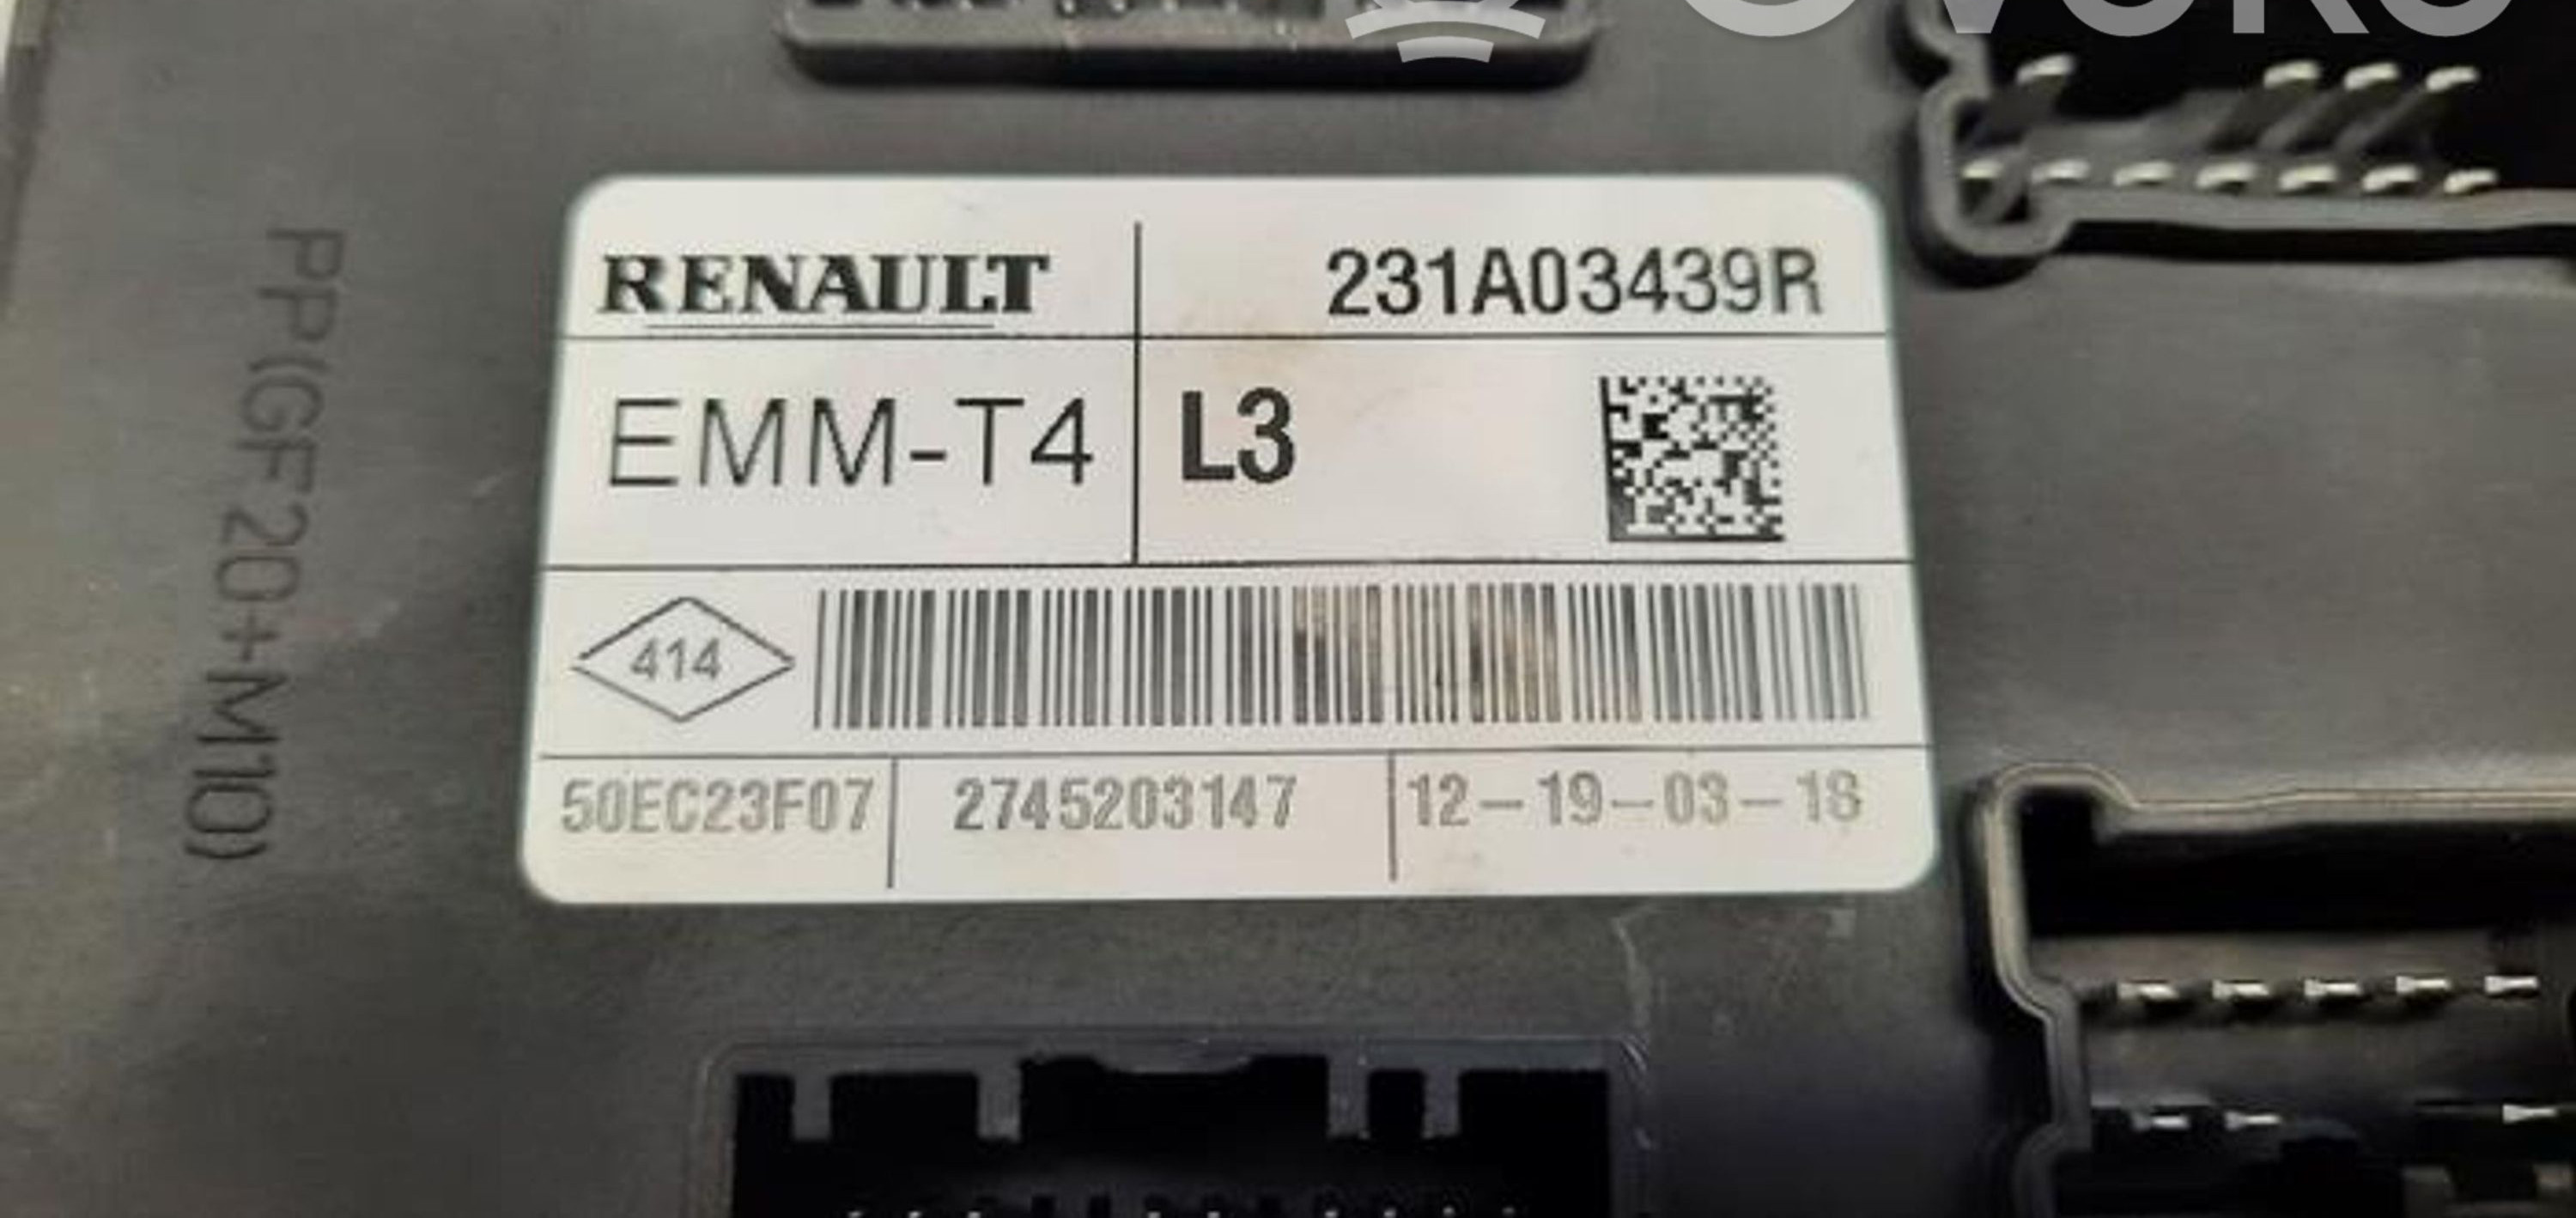 RENAULT 231A03439R
EMM-T4 L3
414
50EC23F07 2745203147 12-19-03-18
PP(GF20+M10)